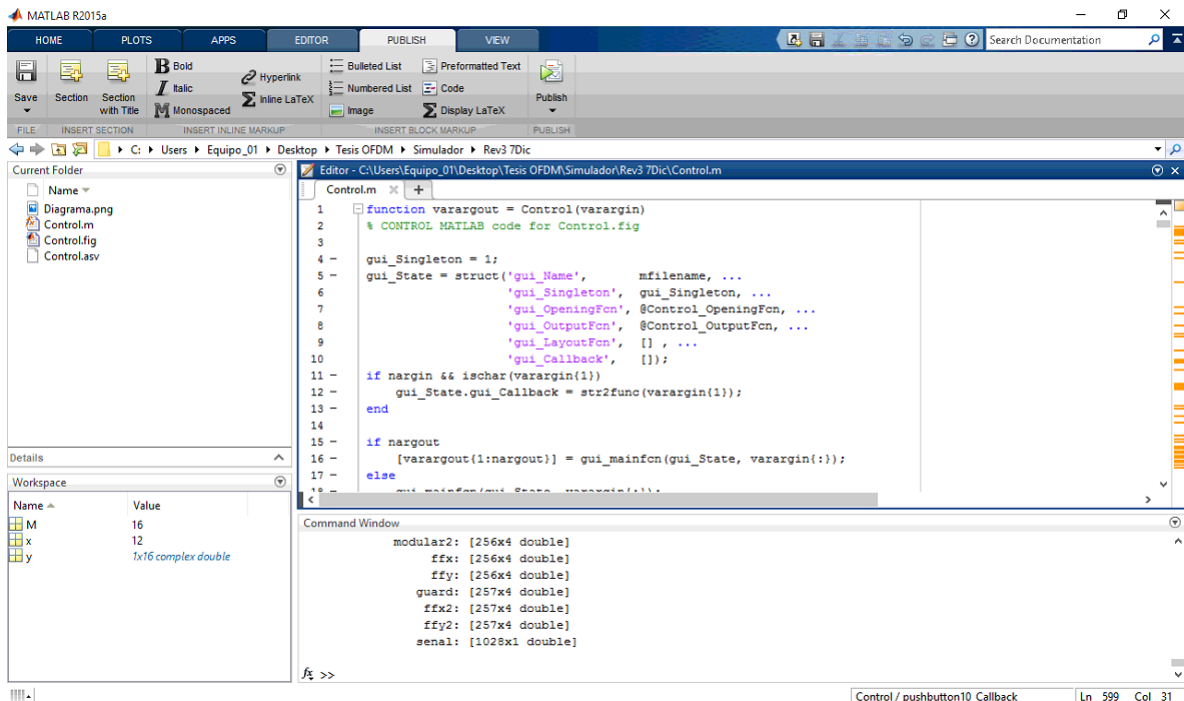 MATLAB R2015a
HOME PLOTS APPS EDITOR PUBLISH VIEW Search Documentation
Save Section Section with Title Bold Italic Monospaced Hyperlink Inline LaTeX Bulleted List Numbered List Image Preformatted Text Code Display LaTeX Publish
FILE INSERT SECTION INSERT INLINE MARKUP INSERT BLOCK MARKUP PUBLISH
C: Users Equipo_01 Desktop Tesis OFDM Simulador Rev3 7Dic
Current Folder
Name
Diagrama.png
Control.m
Control.fig
Control.asv
Details
Workspace
Name Value
M 16
x 12
y 1x16 complex double
Editor - C:\Users\Equipo_01\Desktop\Tesis OFDM\Simulador\Rev3 7Dic\Control.m
Control.m
1 function varargout = Control(varargin)
2 % CONTROL MATLAB code for Control.fig
3
4 – gui_Singleton = 1;
5 – gui_State = struct('gui_Name', mfilename, ...
6 'gui_Singleton', gui_Singleton, ...
7 'gui_OpeningFcn', @Control_OpeningFcn, ...
8 'gui_OutputFcn', @Control_OutputFcn, ...
9 'gui_LayoutFcn', [] , ...
10 'gui_Callback', []);
11 – if nargin && ischar(varargin{1})
12 – gui_State.gui_Callback = str2func(varargin{1});
13 – end
14
15 – if nargout
16 – [varargout{1:nargout}] = gui_mainfcn(gui_State, varargin{:});
17 – else
18 – gui_mainfcn(gui_State, varargin{:});
Command Window
modular2: [256x4 double]
ffx: [256x4 double]
ffy: [256x4 double]
guard: [257x4 double]
ffx2: [257x4 double]
ffy2: [257x4 double]
senal: [1028x1 double]
fx >>
Control / pushbutton10_Callback Ln 599 Col 31